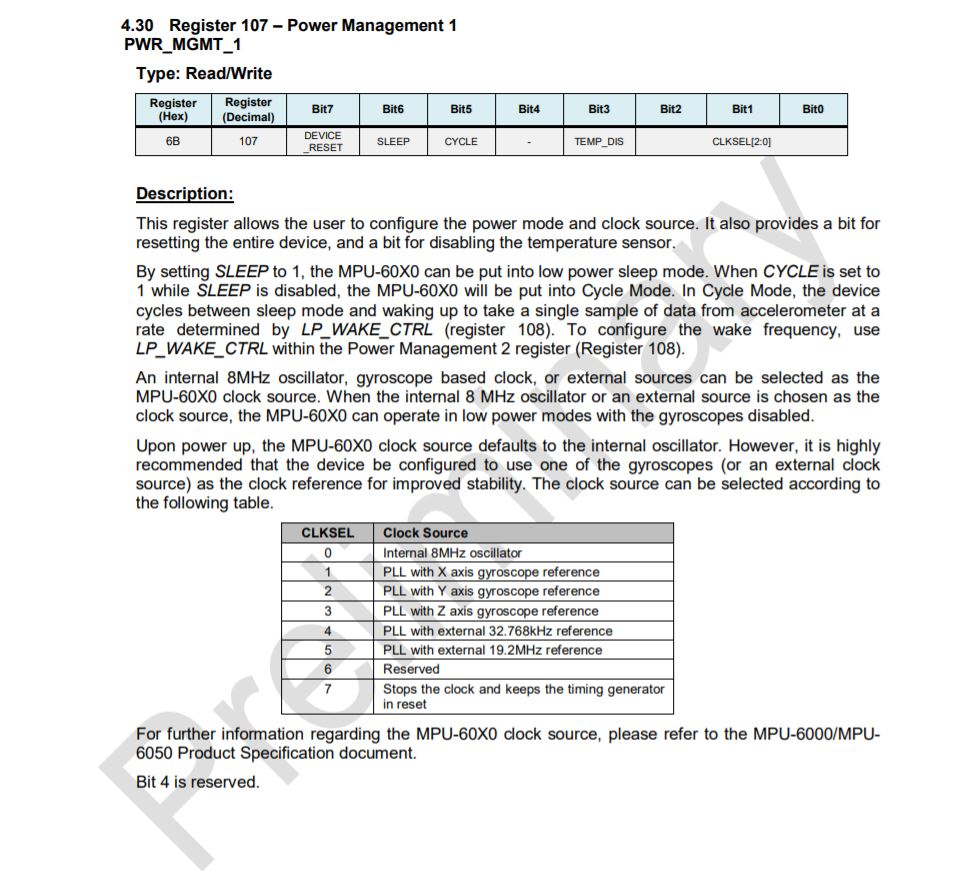 4.30 Register 107 – Power Management 1
PWR_MGMT_1
Type: Read/Write
Register (Hex) Register (Decimal) Bit7 Bit6 Bit5 Bit4 Bit3 Bit2 Bit1 Bit0
6B 107 DEVICE_RESET SLEEP CYCLE - TEMP_DIS CLKSEL[2:0]
Description:
This register allows the user to configure the power mode and clock source. It also provides a bit for
resetting the entire device, and a bit for disabling the temperature sensor.
By setting SLEEP to 1, the MPU-60X0 can be put into low power sleep mode. When CYCLE is set to
1 while SLEEP is disabled, the MPU-60X0 will be put into Cycle Mode. In Cycle Mode, the device
cycles between sleep mode and waking up to take a single sample of data from accelerometer at a
rate determined by LP_WAKE_CTRL (register 108). To configure the wake frequency, use
LP_WAKE_CTRL within the Power Management 2 register (Register 108).
An internal 8MHz oscillator, gyroscope based clock, or external sources can be selected as the
MPU-60X0 clock source. When the internal 8 MHz oscillator or an external source is chosen as the
clock source, the MPU-60X0 can operate in low power modes with the gyroscopes disabled.
Upon power up, the MPU-60X0 clock source defaults to the internal oscillator. However, it is highly
recommended that the device be configured to use one of the gyroscopes (or an external clock
source) as the clock reference for improved stability. The clock source can be selected according to
the following table.
CLKSEL Clock Source
0 Internal 8MHz oscillator
1 PLL with X axis gyroscope reference
2 PLL with Y axis gyroscope reference
3 PLL with Z axis gyroscope reference
4 PLL with external 32.768kHz reference
5 PLL with external 19.2MHz reference
6 Reserved
7 Stops the clock and keeps the timing generator
in reset
For further information regarding the MPU-60X0 clock source, please refer to the MPU-6000/MPU-
6050 Product Specification document.
Bit 4 is reserved.
Preliminary